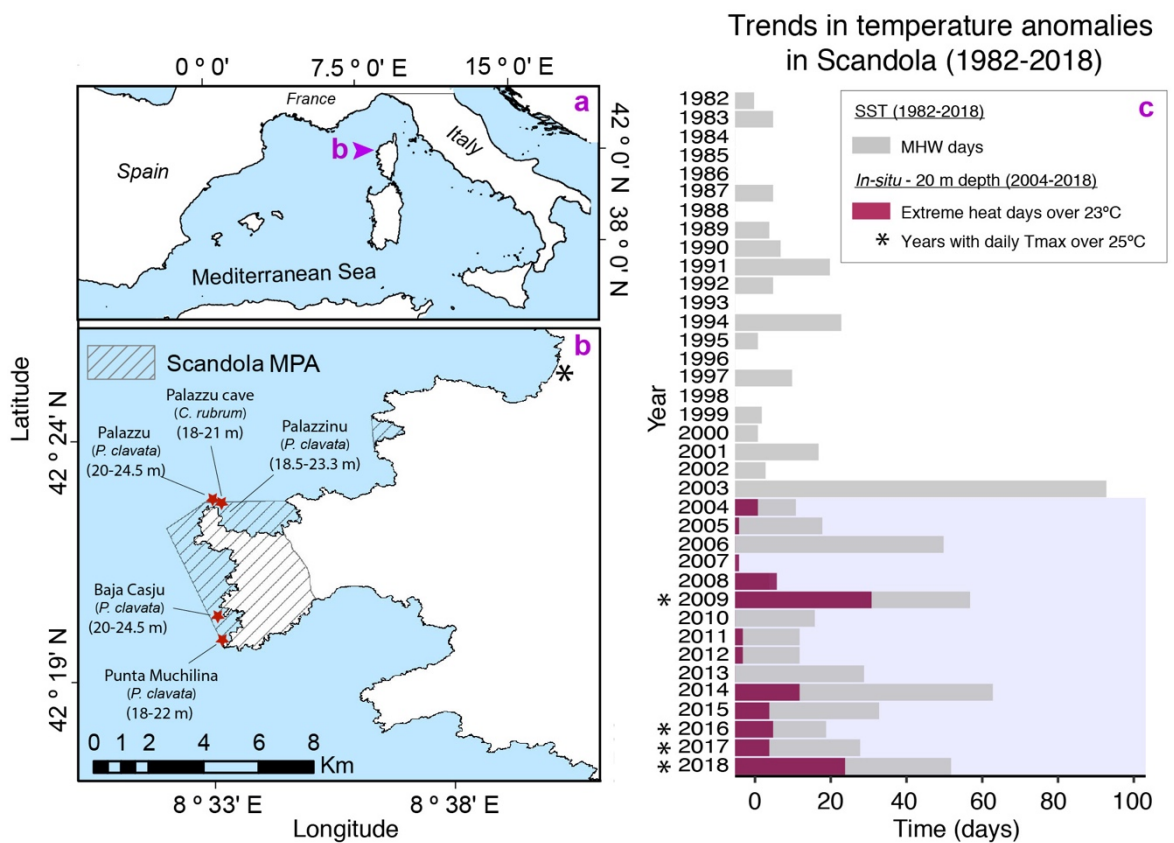 0 º 0'
7.5 º 0' E
15 º 0' E
France
a
Italy
b
Spain
Mediterranean Sea
42 º 0' N
38 º 0' N
b
Scandola MPA
*
Palazzu cave
(C. rubrum)
(18-21 m)
Palazzu
(P. clavata)
(20-24.5 m)
Palazzinu
(P. clavata)
(18.5-23.3 m)
Baja Casju
(P. clavata)
(20-24.5 m)
Punta Muchilina
(P. clavata)
(18-22 m)
0 1 2 4 6 8
Km
Latitude
42 º 24' N
42 º 19' N
8 º 33' E
8 º 38' E
Longitude
Trends in temperature anomalies
in Scandola (1982-2018)
c
SST (1982-2018)
MHW days
In-situ - 20 m depth (2004-2018)
Extreme heat days over 23ºC
* Years with daily Tmax over 25ºC
Year
1982
1983
1984
1985
1986
1987
1988
1989
1990
1991
1992
1993
1994
1995
1996
1997
1998
1999
2000
2001
2002
2003
2004
2005
2006
2007
2008
* 2009
2010
2011
2012
2013
2014
2015
* 2016
* 2017
* 2018
0 20 40 60 80 100
Time (days)